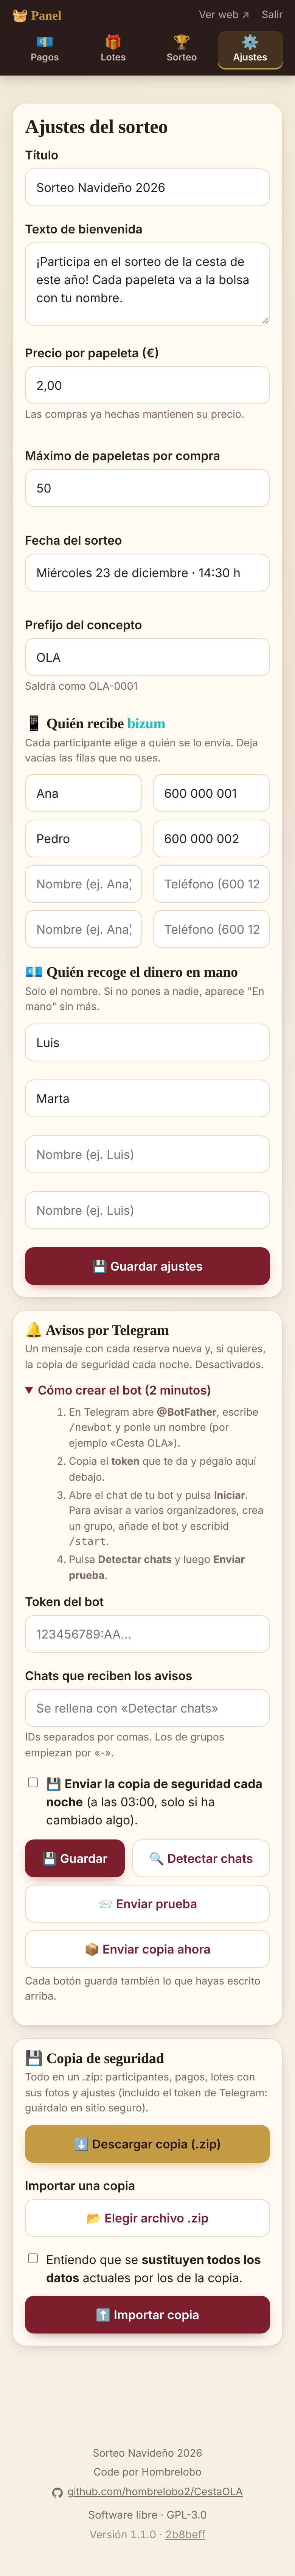 Panel
Ver web ↗
Salir
Pagos
Lotes
Sorteo
Ajustes
Ajustes del sorteo
Título
Sorteo Navideño 2026
Texto de bienvenida
¡Participa en el sorteo de la cesta de
este año! Cada papeleta va a la bolsa
con tu nombre.
Precio por papeleta (€)
2,00
Las compras ya hechas mantienen su precio.
Máximo de papeletas por compra
50
Fecha del sorteo
Miércoles 23 de diciembre · 14:30 h
Prefijo del concepto
OLA
Saldrá como OLA-0001
Quién recibe bizum
Cada participante elige a quién se lo envía. Deja
vacías las filas que no uses.
Ana
600 000 001
Pedro
600 000 002
Nombre (ej. Ana)
Teléfono (600 12
Nombre (ej. Ana)
Teléfono (600 12
Quién recoge el dinero en mano
Solo el nombre. Si no pones a nadie, aparece "En
mano" sin más.
Luis
Marta
Nombre (ej. Luis)
Nombre (ej. Luis)
Guardar ajustes
Avisos por Telegram
Un mensaje con cada reserva nueva y, si quieres,
la copia de seguridad cada noche. Desactivados.
Cómo crear el bot (2 minutos)
1. En Telegram abre @BotFather, escribe
/newbot y ponle un nombre (por
ejemplo «Cesta OLA»).
2. Copia el token que te da y pégalo aquí
debajo.
3. Abre el chat de tu bot y pulsa Iniciar.
Para avisar a varios organizadores, crea
un grupo, añade el bot y escribid
/start.
4. Pulsa Detectar chats y luego Enviar
prueba.
Token del bot
123456789:AA...
Chats que reciben los avisos
Se rellena con «Detectar chats»
IDs separados por comas. Los de grupos
empiezan por «-».
Enviar la copia de seguridad cada
noche (a las 03:00, solo si ha
cambiado algo).
Guardar
Detectar chats
Enviar prueba
Enviar copia ahora
Cada botón guarda también lo que hayas escrito
arriba.
Copia de seguridad
Todo en un .zip: participantes, pagos, lotes con
sus fotos y ajustes (incluido el token de Telegram:
guárdalo en sitio seguro).
Descargar copia (.zip)
Importar una copia
Elegir archivo .zip
Entiendo que se sustituyen todos los
datos actuales por los de la copia.
Importar copia
Sorteo Navideño 2026
Code por Hombrelobo
github.com/hombrelobo2/CestaOLA
Software libre · GPL-3.0
Versión 1.1.0 · 2b8beff